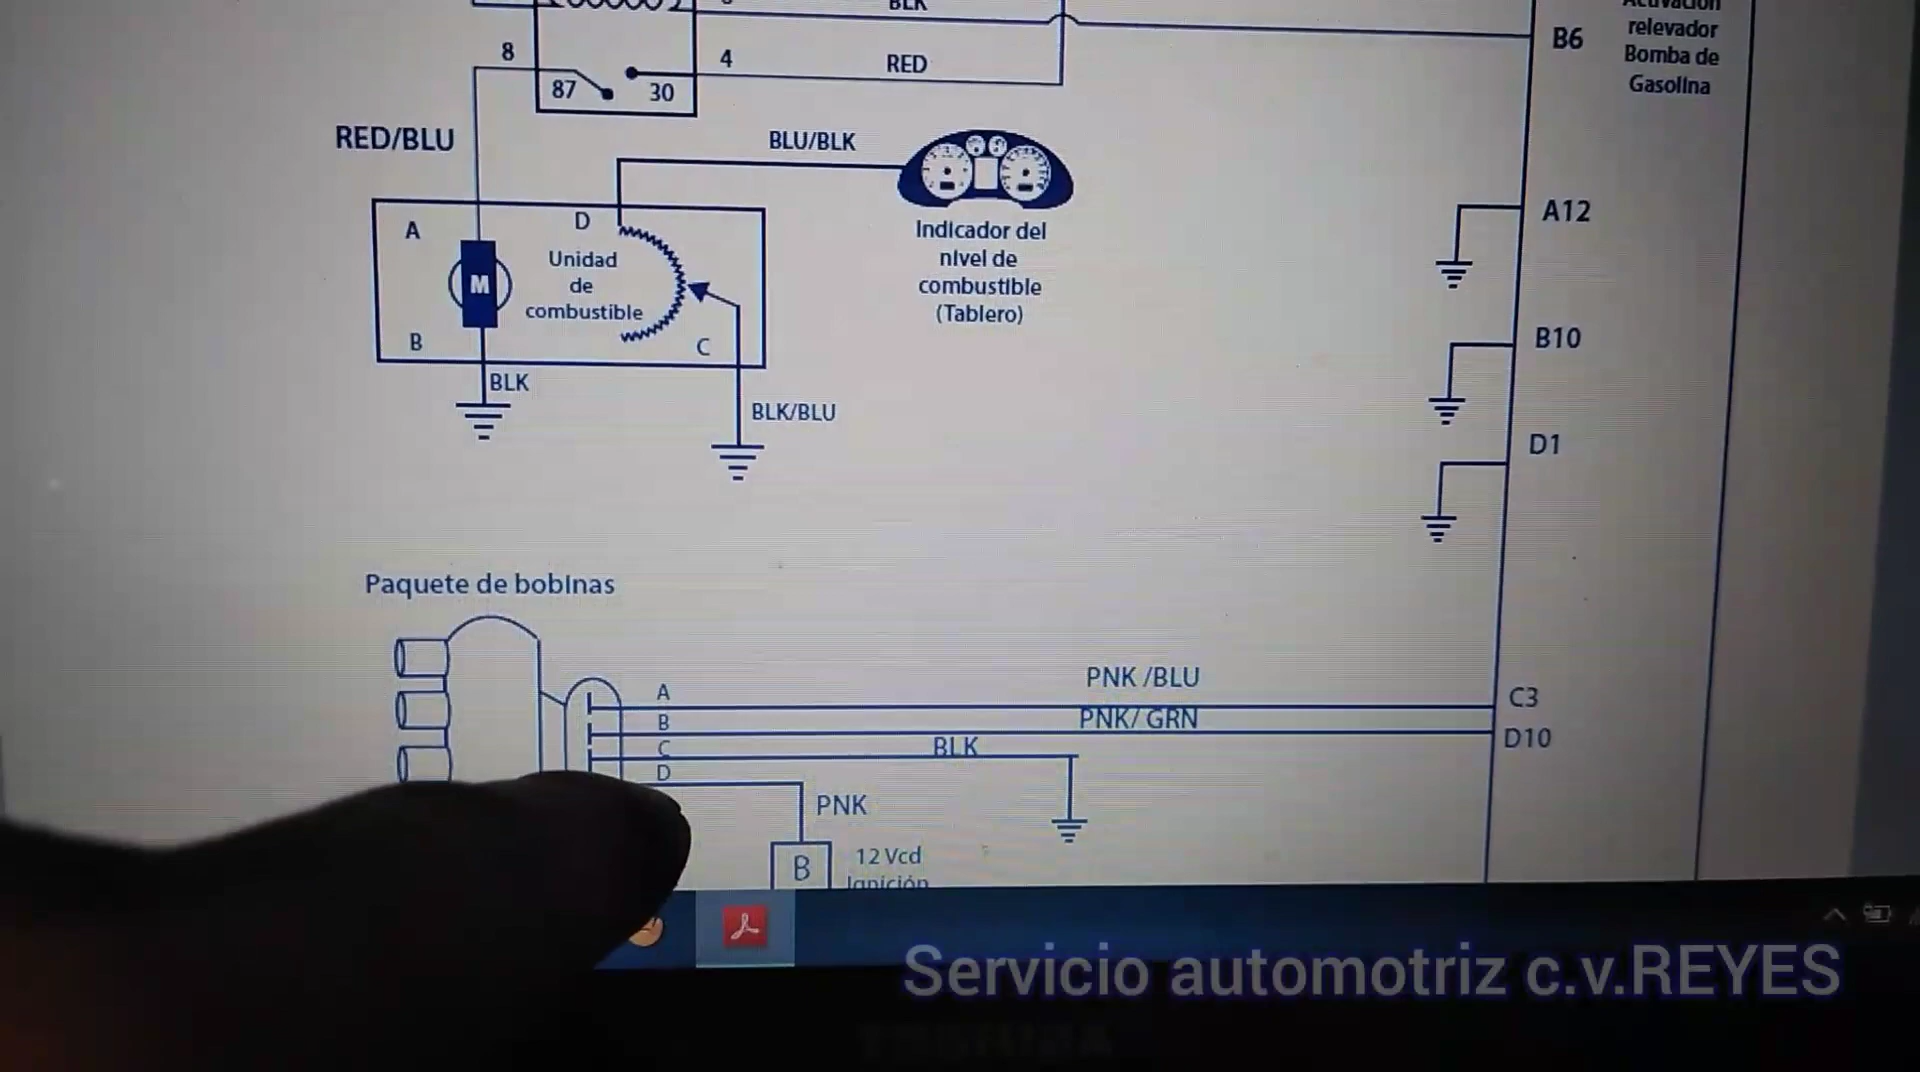 BLK
Activación
relevador
Bomba de
Gasolina
B6
8
4
RED
87
30
RED/BLU
BLU/BLK
A
D
Unidad
de
combustible
M
B
C
BLK
BLK/BLU
Indicador del
nivel de
combustible
(Tablero)
A12
B10
D1
Paquete de bobinas
A
PNK /BLU
C3
B
PNK/ GRN
D10
C
BLK
D
PNK
B
12 Vcd
Ignición
Servicio automotriz c.v.REYES